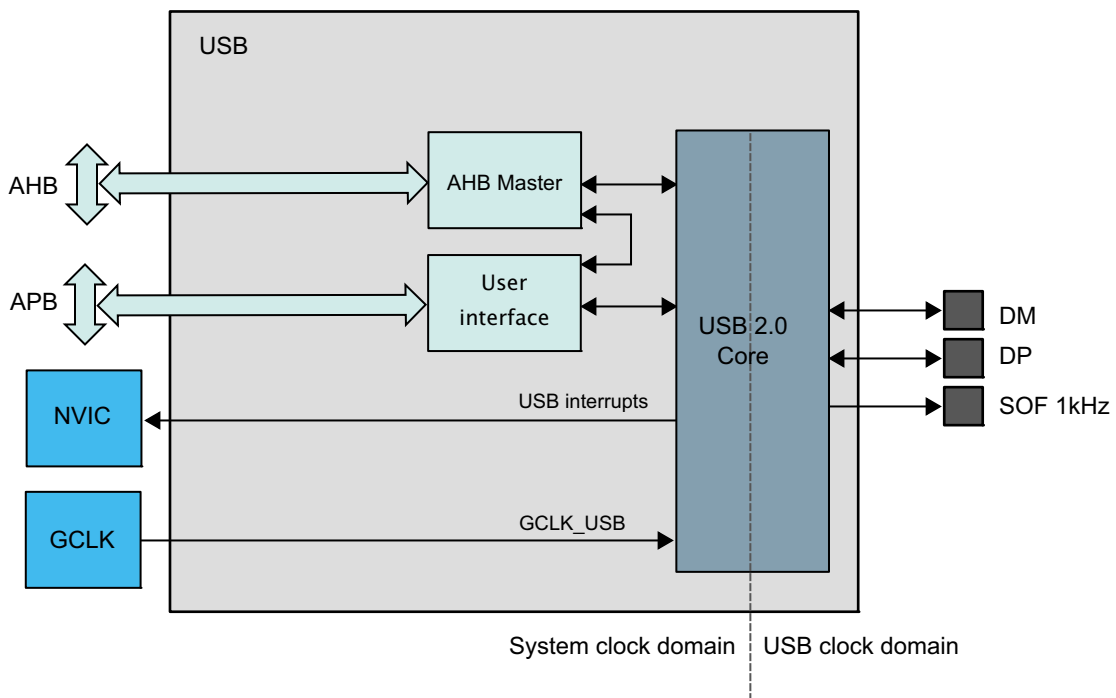 USB
AHB
AHB Master
APB
User
interface
USB 2.0
Core
DM
DP
SOF 1kHz
NVIC
USB interrupts
GCLK
GCLK_USB
System clock domain
USB clock domain